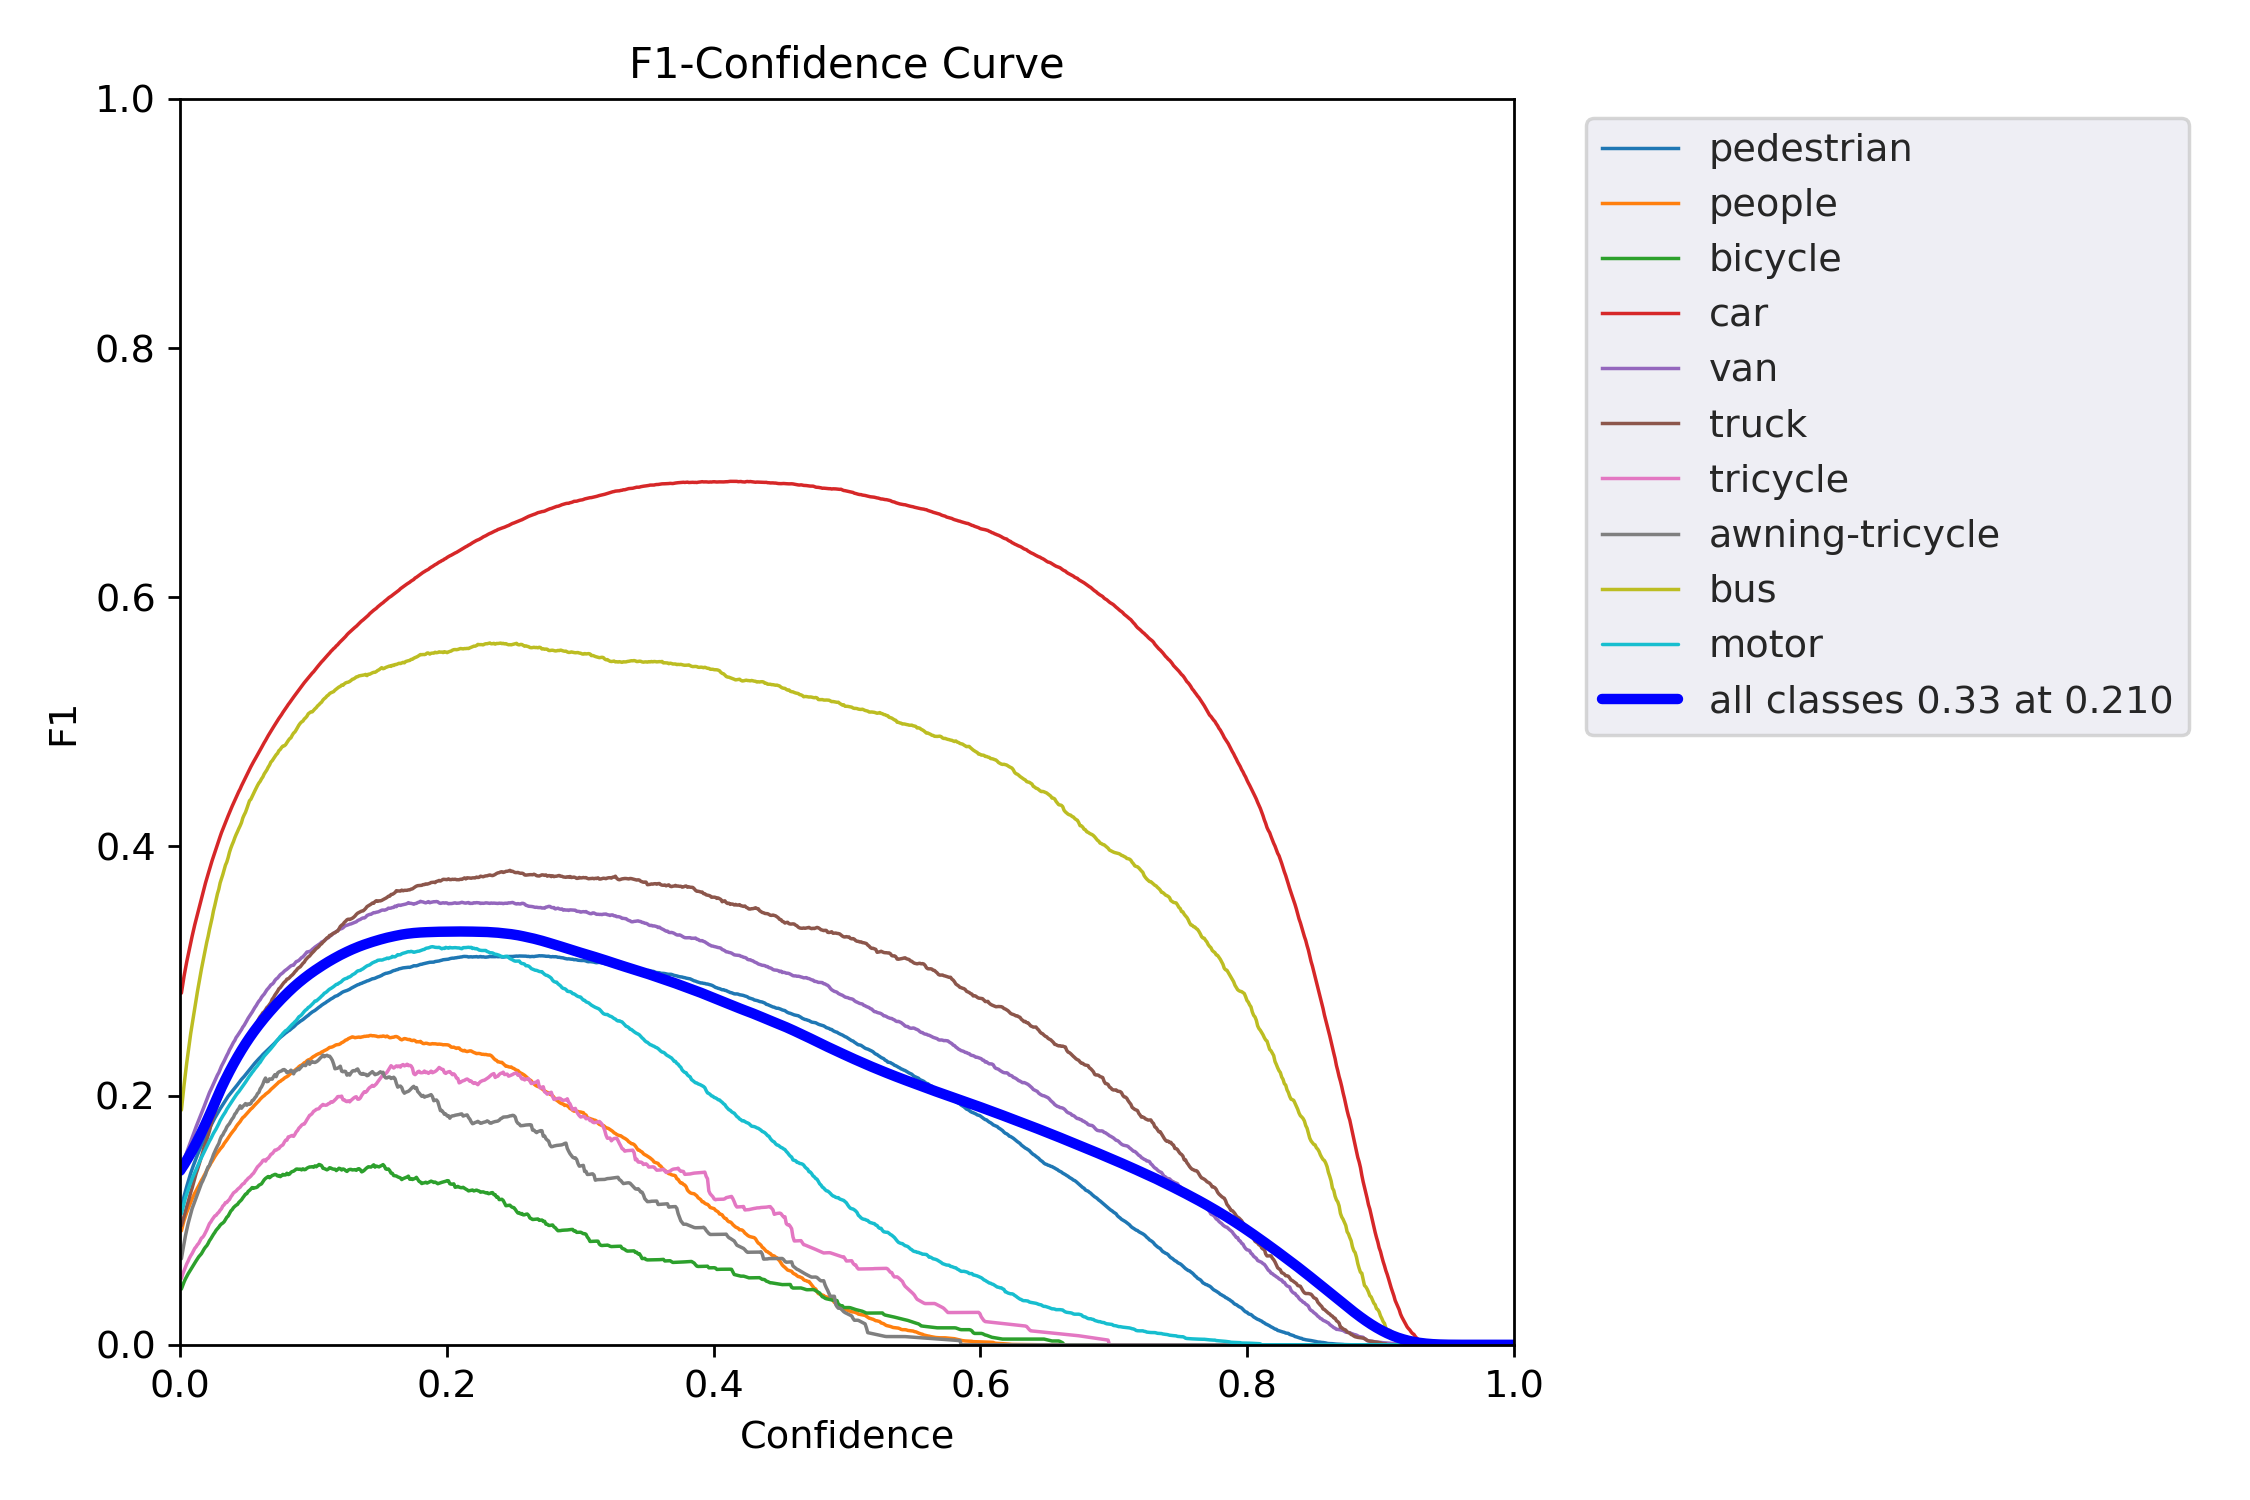 F1-Confidence Curve
1.0
0.8
0.6
0.4
0.2
0.0
F1
0.0 0.2 0.4 0.6 0.8 1.0
Confidence
pedestrian
people
bicycle
car
van
truck
tricycle
awning-tricycle
bus
motor
all classes 0.33 at 0.210